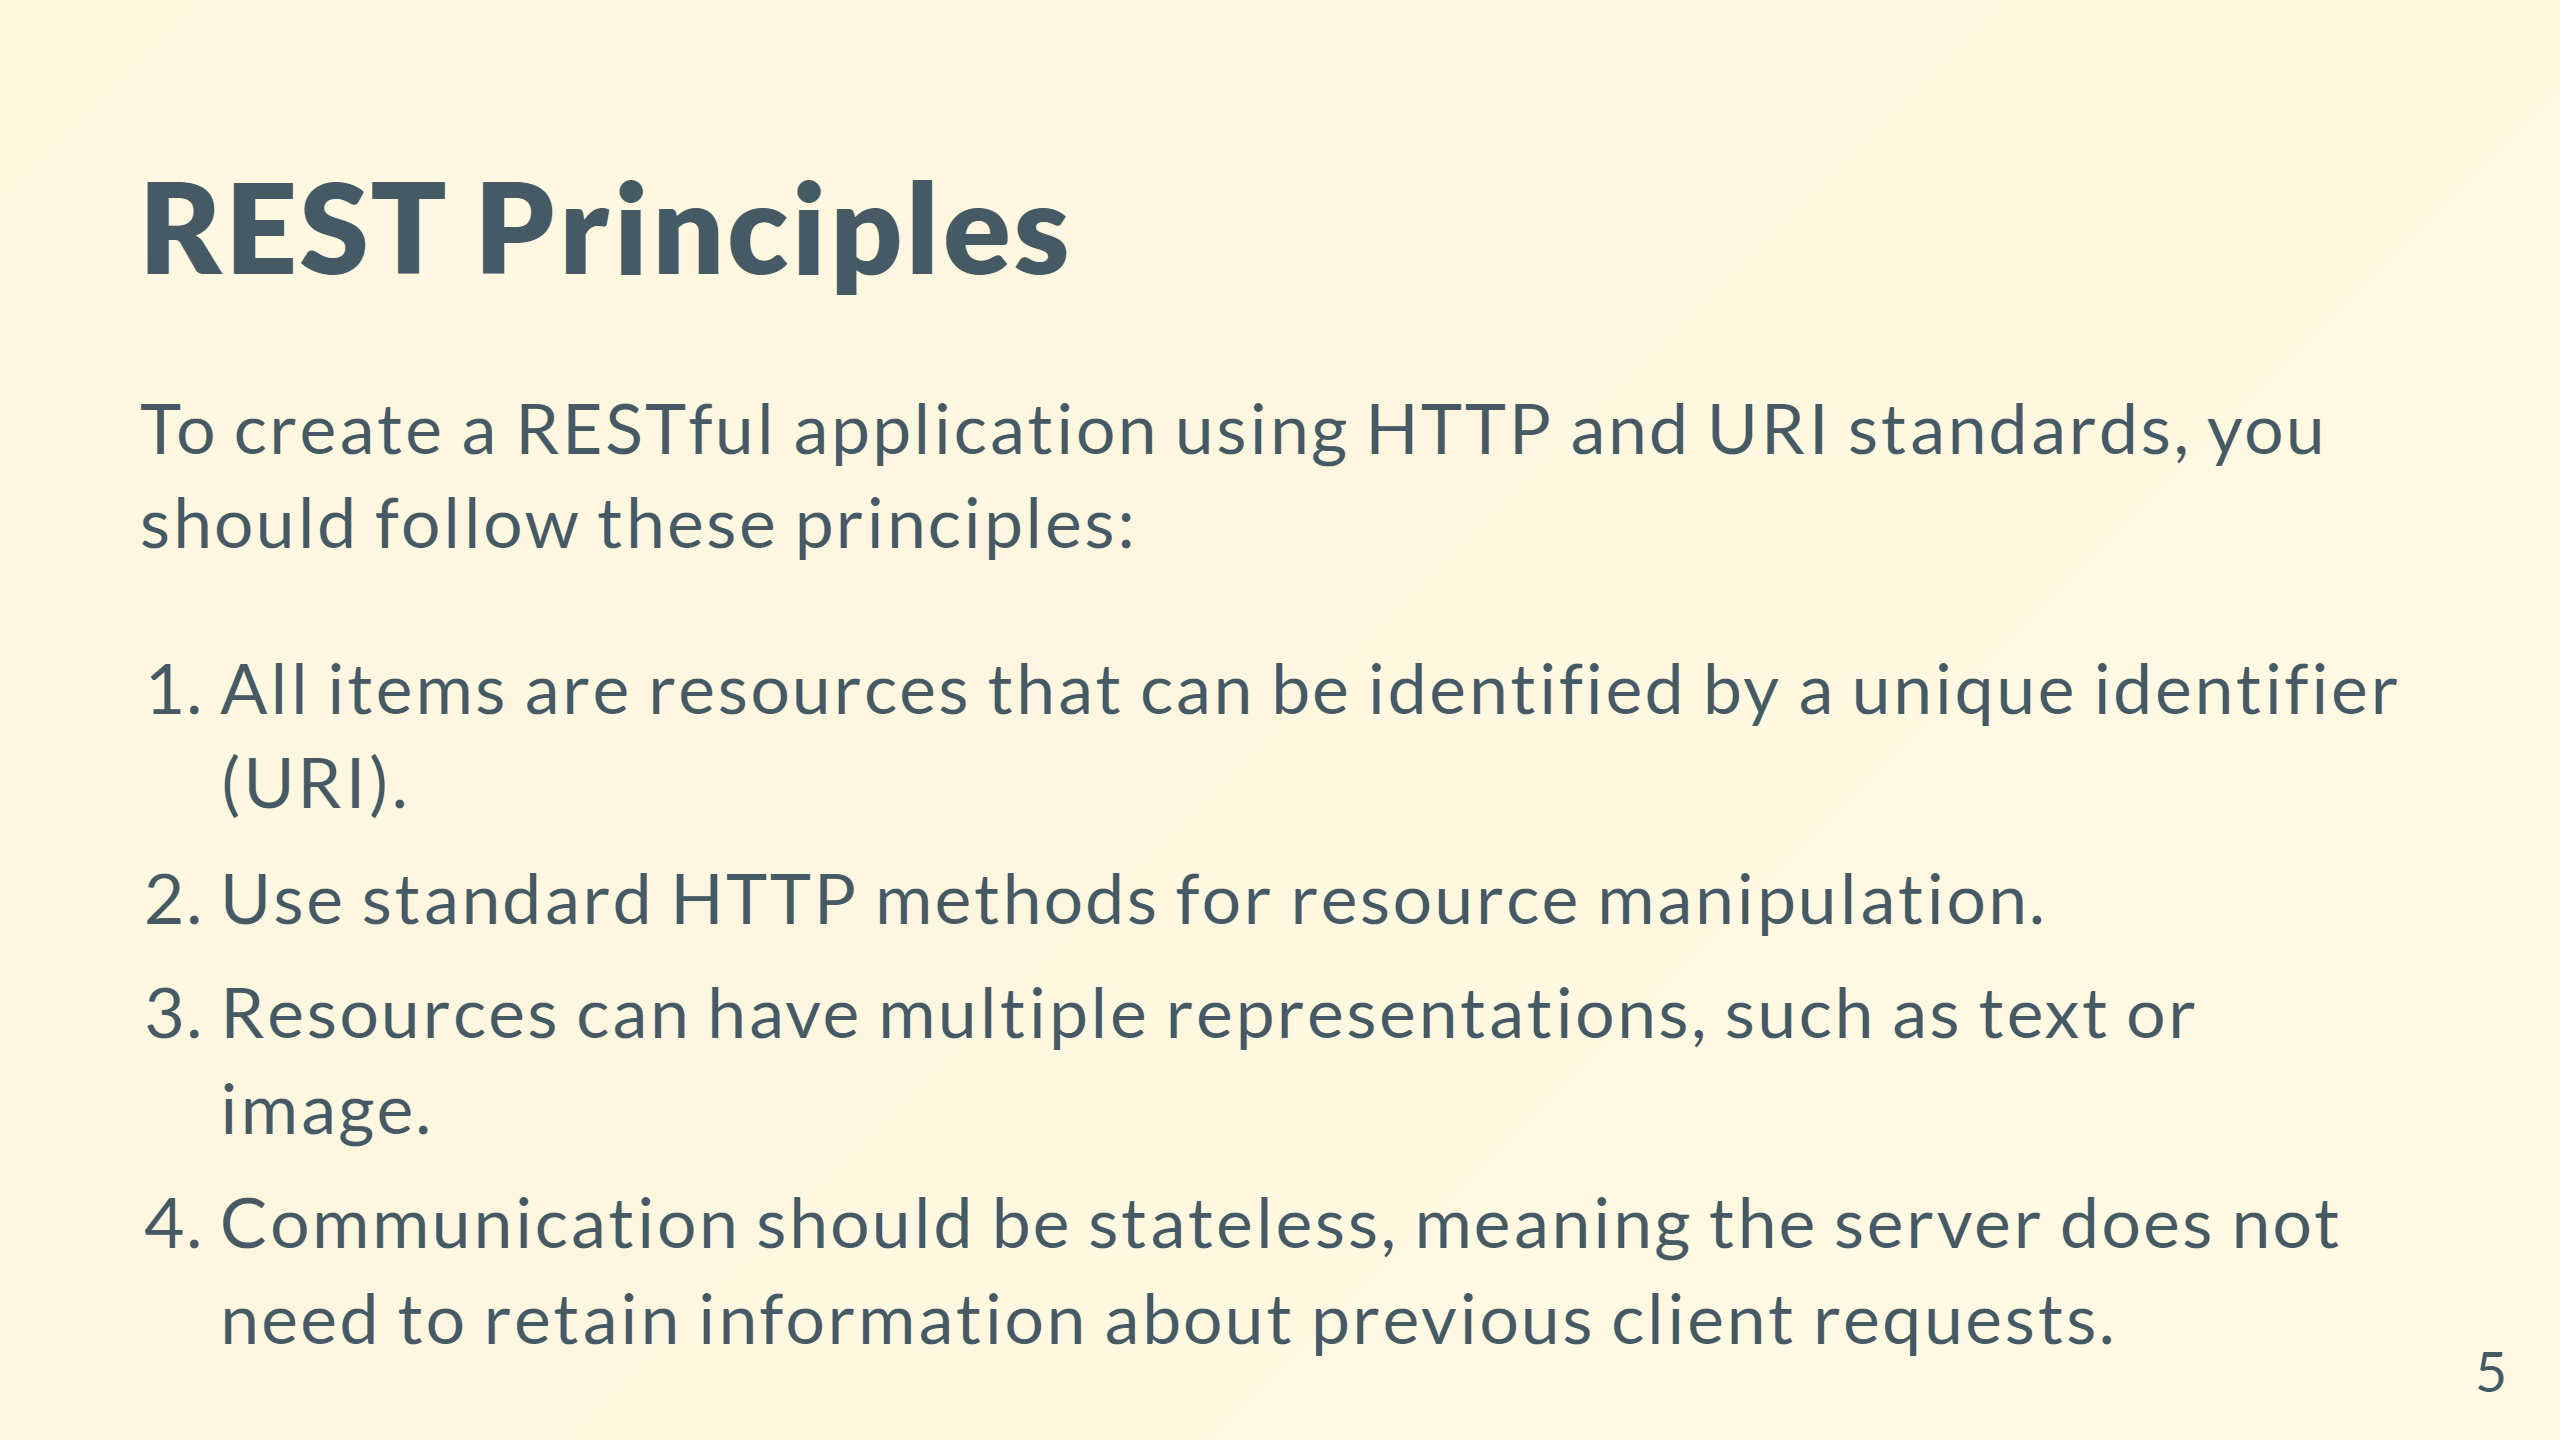 REST Principles
To create a RESTful application using HTTP and URI standards, you
should follow these principles:
1. All items are resources that can be identified by a unique identifier
(URI).
2. Use standard HTTP methods for resource manipulation.
3. Resources can have multiple representations, such as text or
image.
4. Communication should be stateless, meaning the server does not
need to retain information about previous client requests.
5